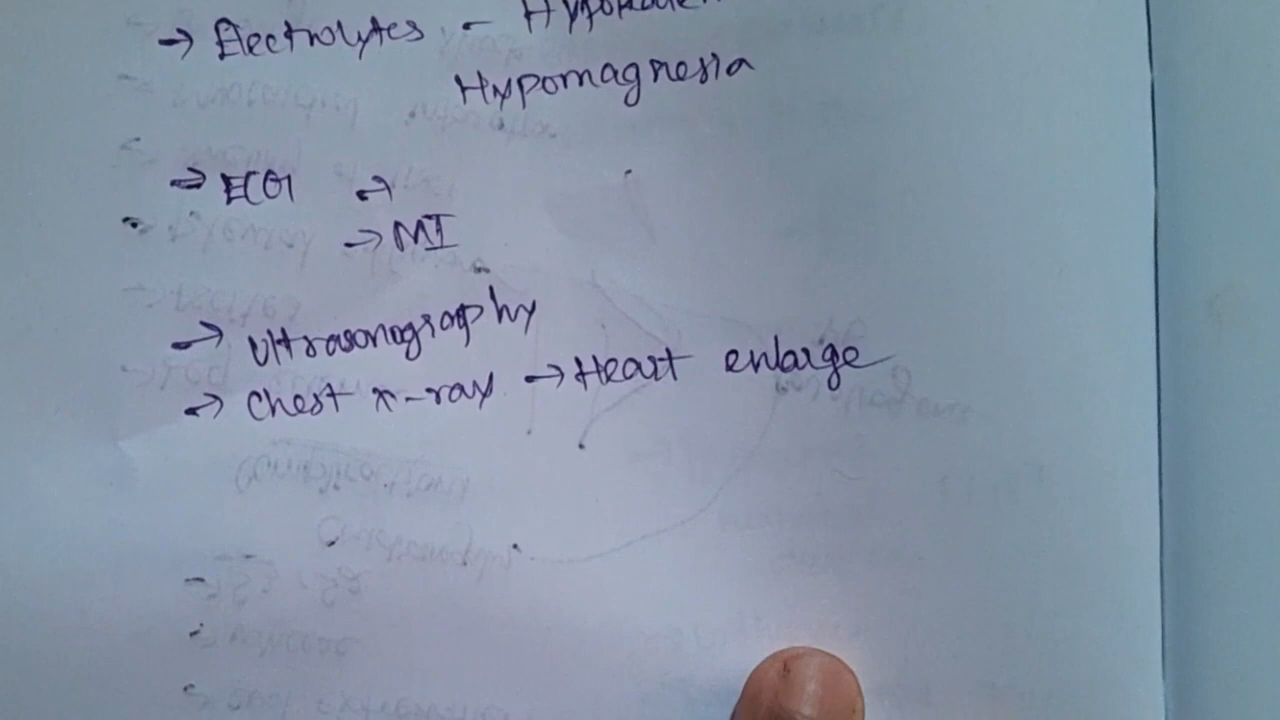 → Electrolytes -
Hypomagnesia
→ ECG →
→ MI
→ Ultrasonography
→ Chest x-ray → Heart enlarge